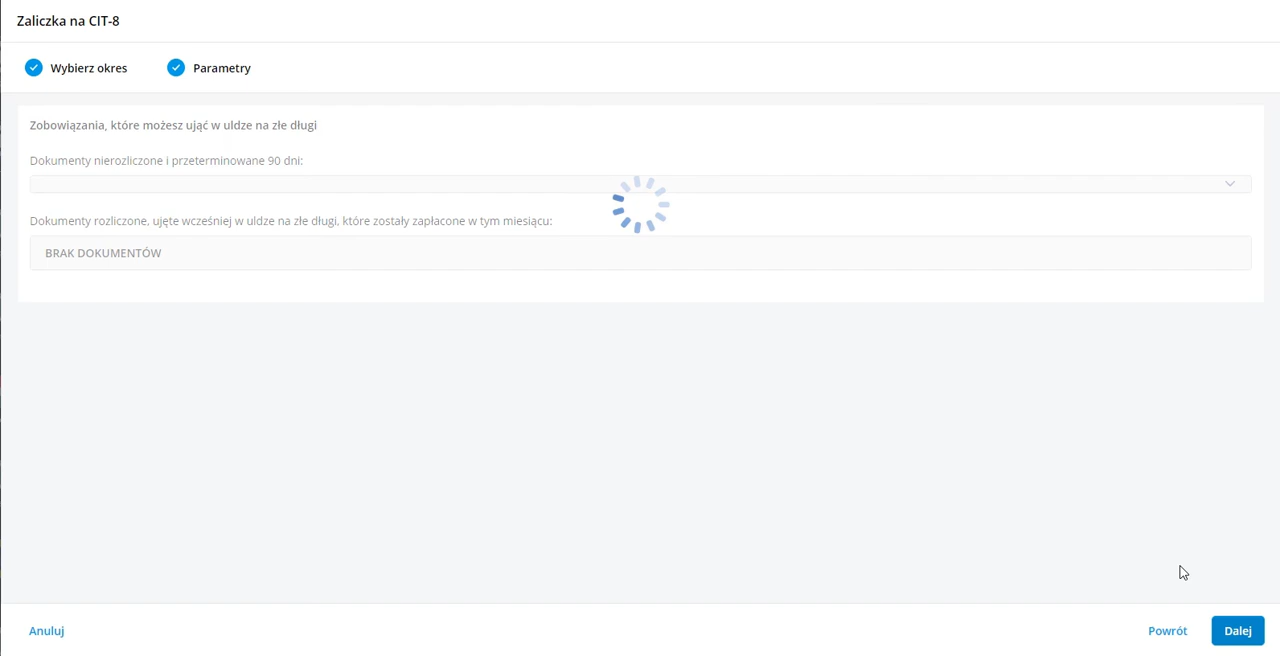 Zaliczka na CIT-8
Wybierz okres
Parametry
Zobowiązania, które możesz ująć w uldze na złe długi
Dokumenty nierozliczone i przeterminowane 90 dni:
Dokumenty rozliczone, ujęte wcześniej w uldze na złe długi, które zostały zapłacone w tym miesiącu:
BRAK DOKUMENTÓW
Anuluj
Powrót
Dalej